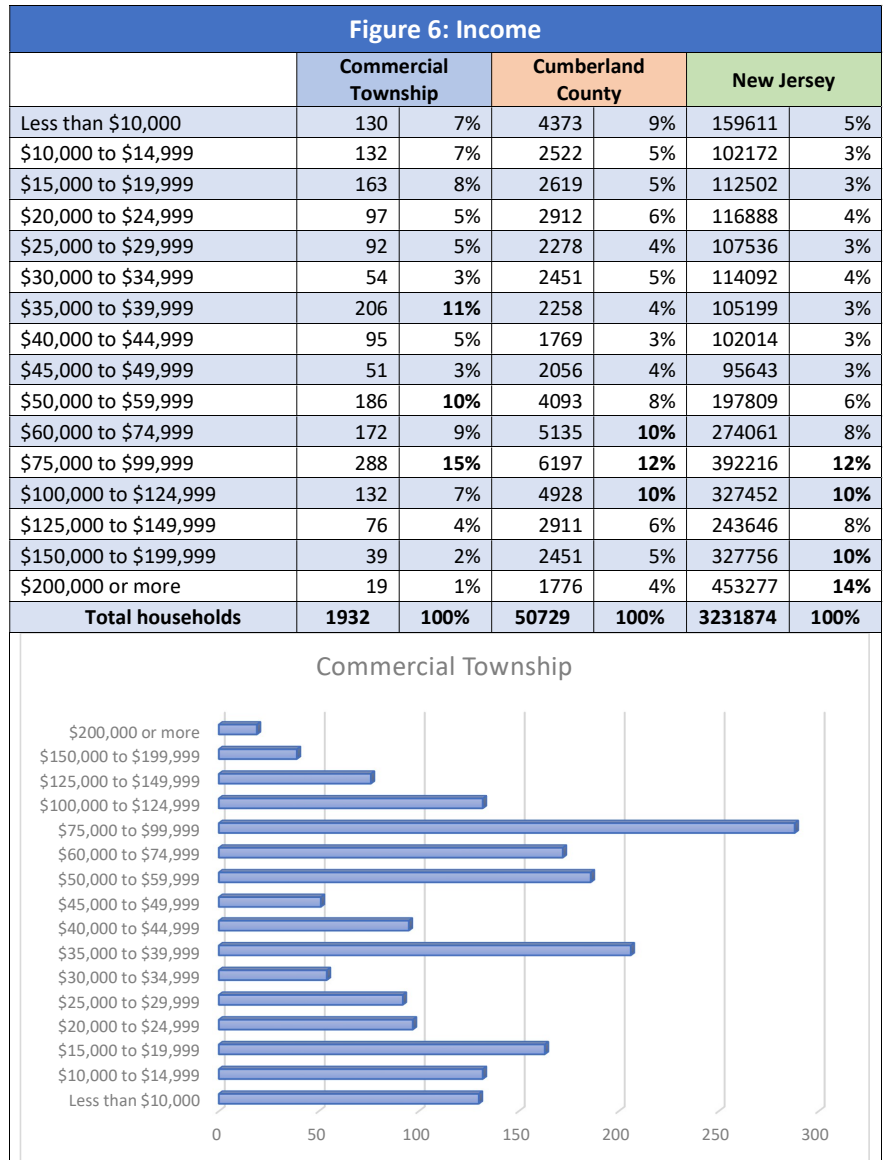 Figure 6: Income
Commercial Township Cumberland County New Jersey
Less than $10,000 130 7% 4373 9% 159611 5%
$10,000 to $14,999 132 7% 2522 5% 102172 3%
$15,000 to $19,999 163 8% 2619 5% 112502 3%
$20,000 to $24,999 97 5% 2912 6% 116888 4%
$25,000 to $29,999 92 5% 2278 4% 107536 3%
$30,000 to $34,999 54 3% 2451 5% 114092 4%
$35,000 to $39,999 206 11% 2258 4% 105199 3%
$40,000 to $44,999 95 5% 1769 3% 102014 3%
$45,000 to $49,999 51 3% 2056 4% 95643 3%
$50,000 to $59,999 186 10% 4093 8% 197809 6%
$60,000 to $74,999 172 9% 5135 10% 274061 8%
$75,000 to $99,999 288 15% 6197 12% 392216 12%
$100,000 to $124,999 132 7% 4928 10% 327452 10%
$125,000 to $149,999 76 4% 2911 6% 243646 8%
$150,000 to $199,999 39 2% 2451 5% 327756 10%
$200,000 or more 19 1% 1776 4% 453277 14%
Total households 1932 100% 50729 100% 3231874 100%
Commercial Township
$200,000 or more
$150,000 to $199,999
$125,000 to $149,999
$100,000 to $124,999
$75,000 to $99,999
$60,000 to $74,999
$50,000 to $59,999
$45,000 to $49,999
$40,000 to $44,999
$35,000 to $39,999
$30,000 to $34,999
$25,000 to $29,999
$20,000 to $24,999
$15,000 to $19,999
$10,000 to $14,999
Less than $10,000
0 50 100 150 200 250 300